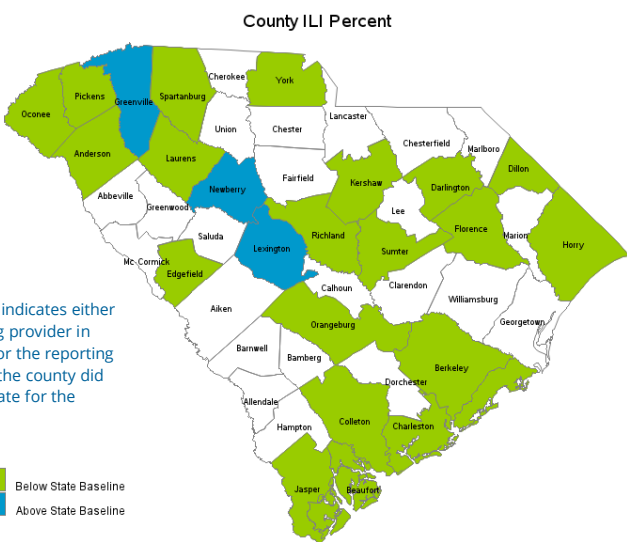 County ILI Percent
Cherokee
York
Pickens
Greenville
Spartanburg
Oconee
Lancaster
Union
Chester
Chesterfield
Marlboro
Anderson
Laurens
Dillon
Fairfield
Kershaw
Darlington
Newberry
Abbeville
Greenwood
Lee
Florence
Marion
Horry
Saluda
Lexington
Richland
Sumter
Mc Cormick
Edgefield
Calhoun
Clarendon
Williamsburg
Aiken
Georgetown
Orangeburg
Barnwell
Bamberg
Berkeley
Dorchester
Allendale
Colleton
Charleston
Hampton
Jasper
Beaufort
indicates either
g provider in
or the reporting
the county did
ate for the
Below State Baseline
Above State Baseline